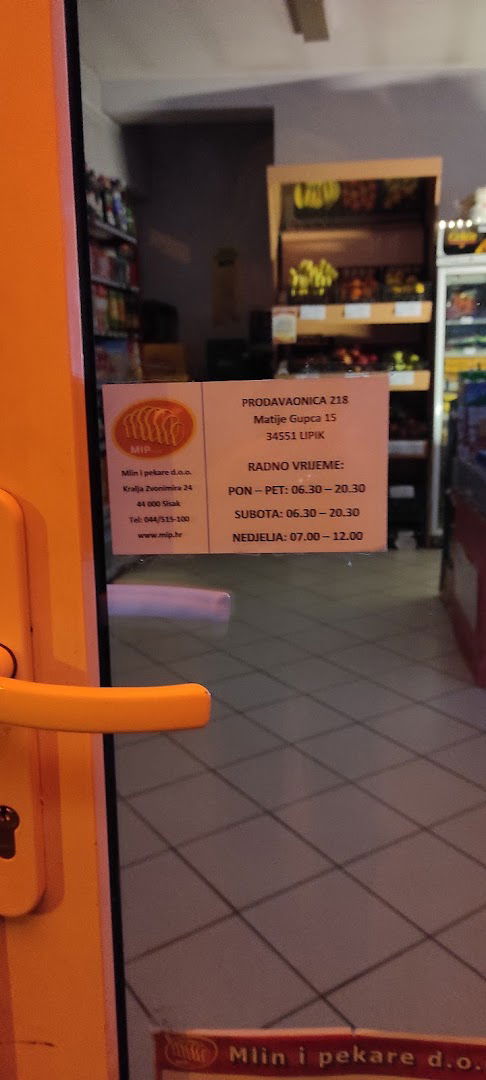 MIP
Mlin i pekare d.o.o.
Kralja Zvonimira 24
44 000 Sisak
Tel: 044/515-100
www.mip.hr
PRODAVAONICA 218
Matije Gupca 15
34551 LIPIK
RADNO VRIJEME:
PON – PET: 06.30 – 20.30
SUBOTA: 06.30 – 20.30
NEDJELJA: 07.00 – 12.00
Mlin i pekare d.o.